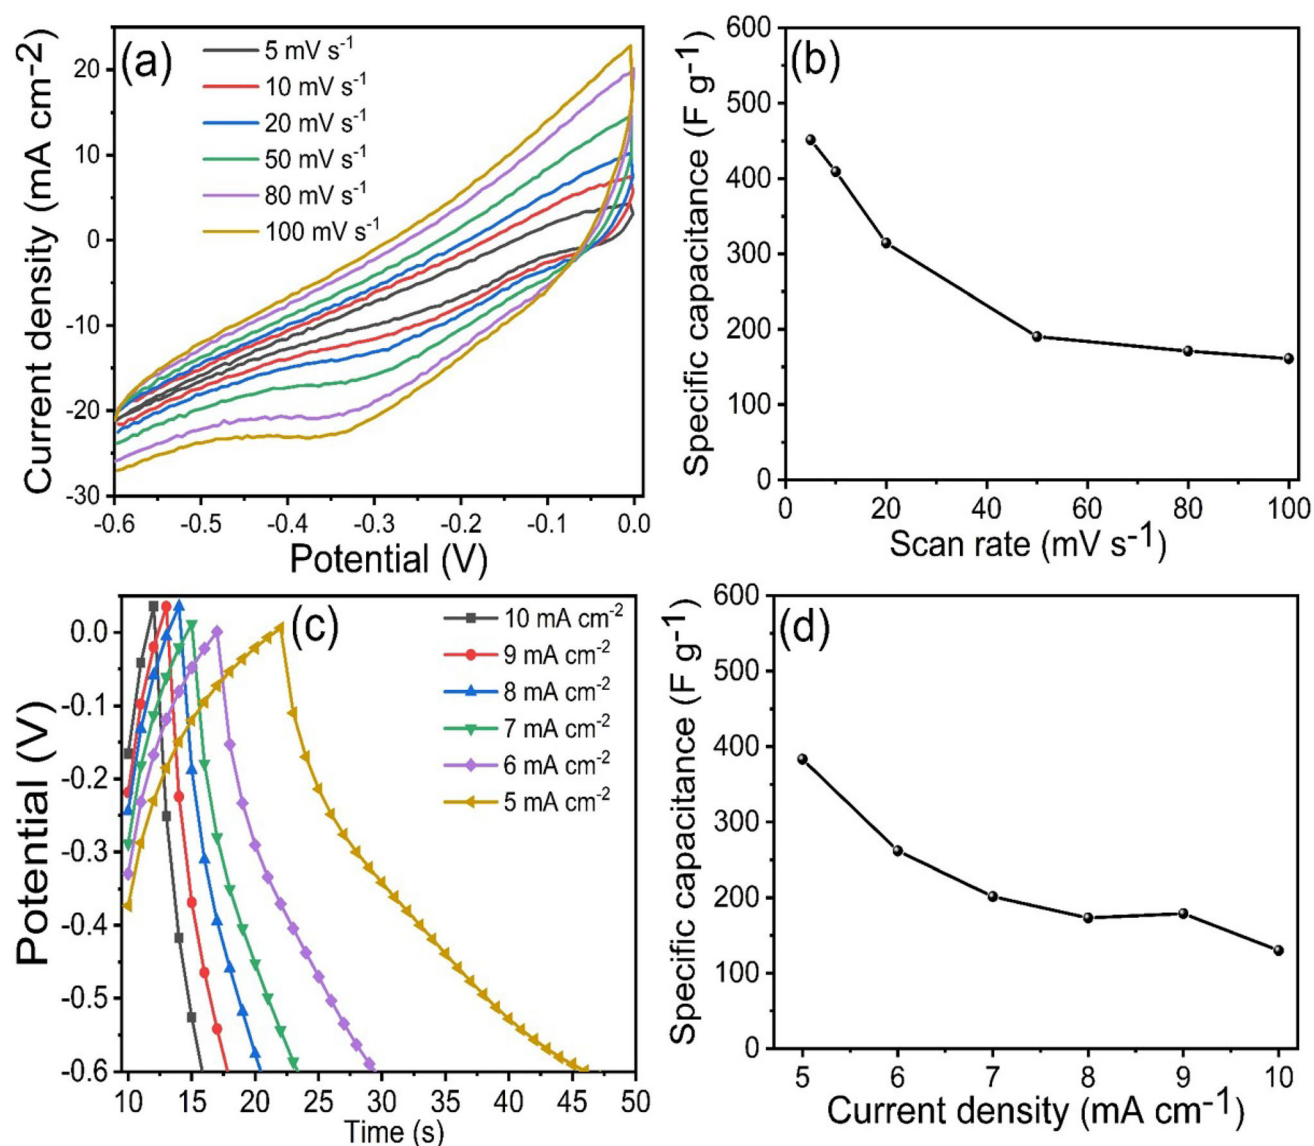 (a)
5 mV s⁻¹
10 mV s⁻¹
20 mV s⁻¹
50 mV s⁻¹
80 mV s⁻¹
100 mV s⁻¹
Current density (mA cm⁻²)
20
10
0
-10
-20
-30
-0.6 -0.5 -0.4 -0.3 -0.2 -0.1 0.0
Potential (V)
(b)
Specific capacitance (F g⁻¹)
600
500
400
300
200
100
0
0 20 40 60 80 100
Scan rate (mV s⁻¹)
(c)
10 mA cm⁻²
9 mA cm⁻²
8 mA cm⁻²
7 mA cm⁻²
6 mA cm⁻²
5 mA cm⁻²
Potential (V)
0.0
-0.1
-0.2
-0.3
-0.4
-0.5
-0.6
10 15 20 25 30 35 40 45 50
Time (s)
(d)
Specific capacitance (F g⁻¹)
600
500
400
300
200
100
0
5 6 7 8 9 10
Current density (mA cm⁻¹)